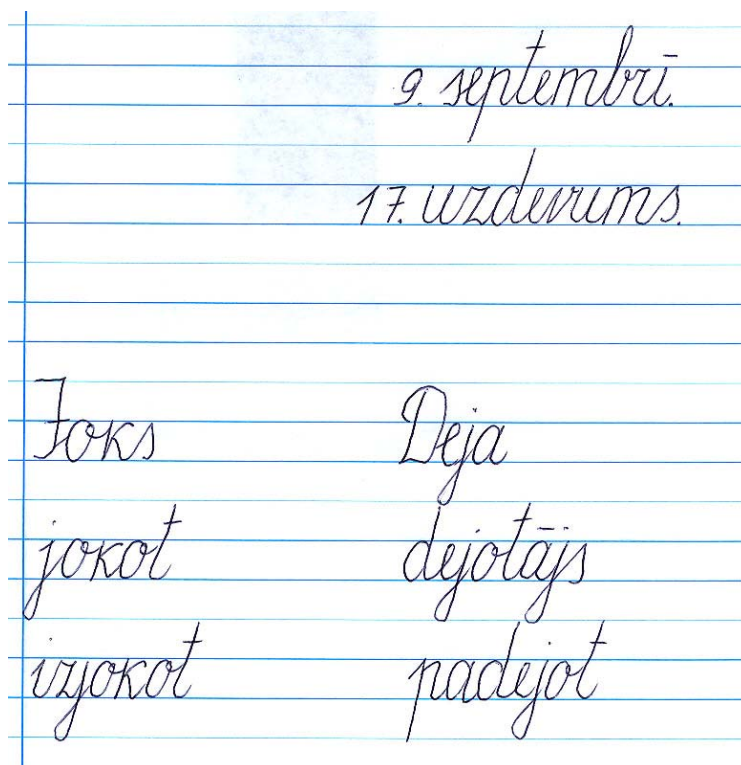 9. septembrī.
17. uzdevums.
Joks Deja
jokot dejotājs
izjokot padejot